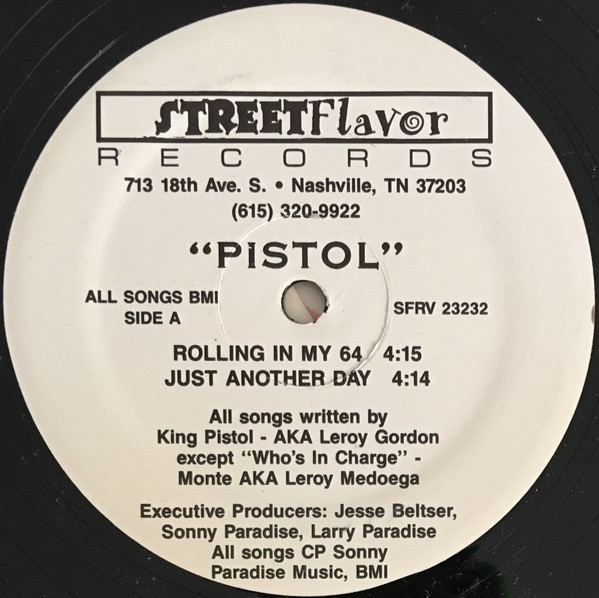 STREETFlavor
RECORDS
713 18th Ave. S. • Nashville, TN 37203
(615) 320-9922
“PISTOL”
ALL SONGS BMI
SIDE A
SFRV 23232
ROLLING IN MY 64 4:15
JUST ANOTHER DAY 4:14
All songs written by
King Pistol - AKA Leroy Gordon
except “Who's In Charge” -
Monte AKA Leroy Medoega
Executive Producers: Jesse Beltser,
Sonny Paradise, Larry Paradise
All songs CP Sonny
Paradise Music, BMI